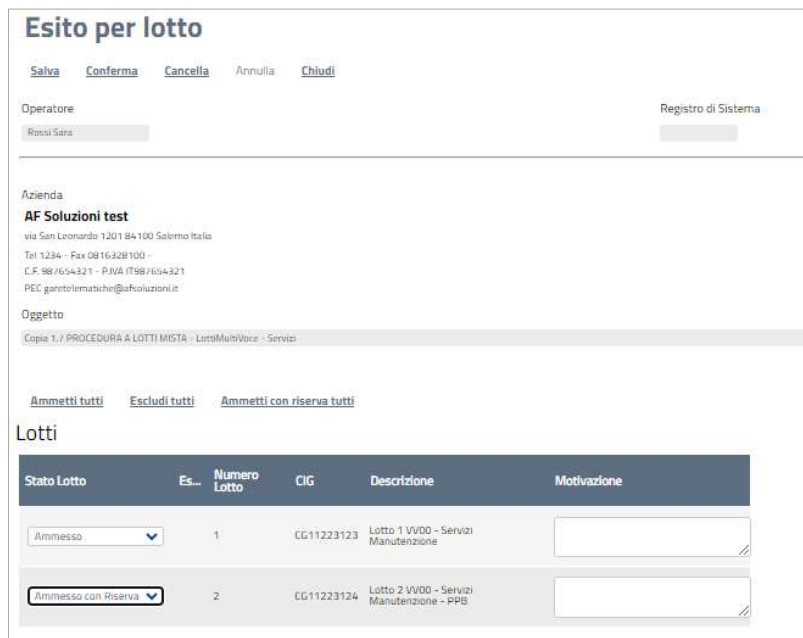 Esito per lotto
Salva Conferma Cancella Annulla Chiudi
Operatore Registro di Sistema
Rossi Sara
Azienda
AF Soluzioni test
via San Leonardo 1201 84100 Salerno Italia
Tel 1234 - Fax 0816328100 -
C.F. 987654321 - P.IVA IT987654321
PEC garetelematiche@afsoluzioni.it
Oggetto
Copia 1. / PROCEDURA A LOTTI MISTA - LottiMultiVoce - Servizi
Ammetti tutti Escludi tutti Ammetti con riserva tutti
Lotti
Stato Lotto Es... Numero Lotto CIG Descrizione Motivazione
Ammesso 1 CG11223123 Lotto 1 VV00 - Servizi
Manutenzione
Ammesso con Riserva 2 CG11223124 Lotto 2 VV00 - Servizi
Manutenzione - PPB